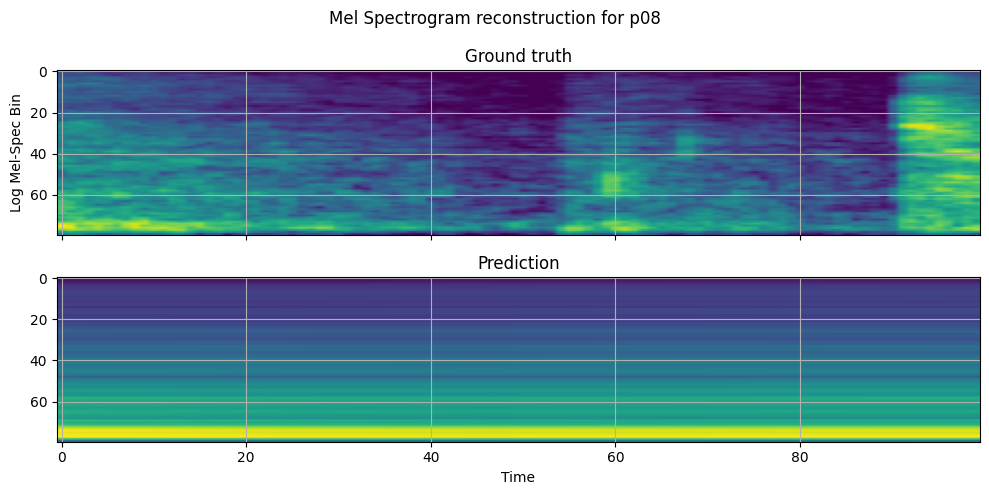 Mel Spectrogram reconstruction for p08
Ground truth
Log Mel-Spec Bin
0
20
40
60
Prediction
0
20
40
60
0 20 40 60 80
Time